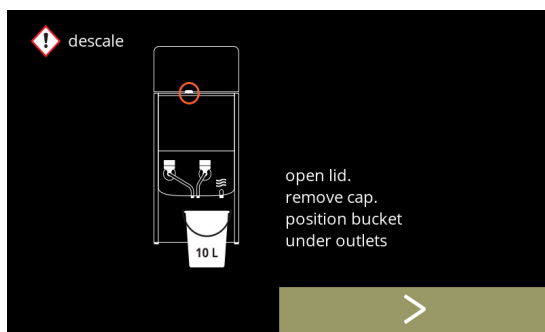 descale
open lid.
remove cap.
position bucket
under outlets
10 L